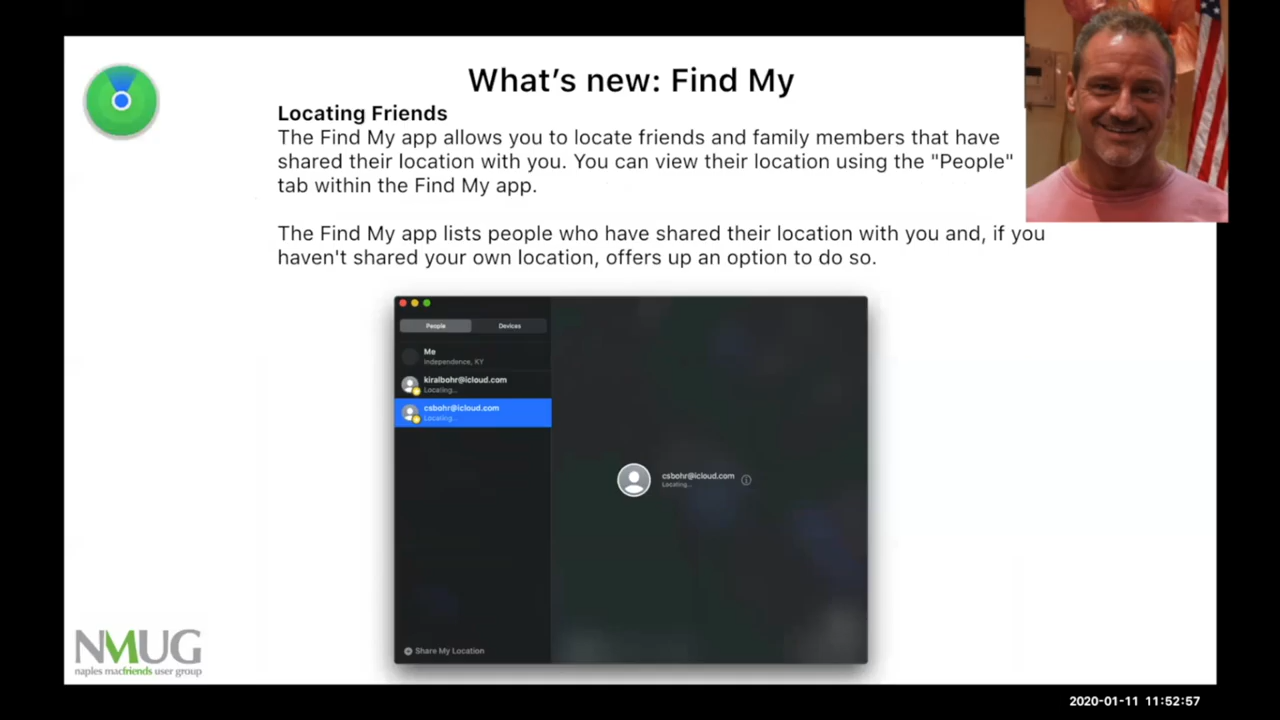 What's new: Find My
Locating Friends
The Find My app allows you to locate friends and family members that have
shared their location with you. You can view their location using the "People"
tab within the Find My app.
The Find My app lists people who have shared their location with you and, if you
haven't shared your own location, offers up an option to do so.
People Devices
Me
Independence, KY
kiralbohr@icloud.com
Locating...
csbohr@icloud.com
Locating...
csbohr@icloud.com
Locating...
Share My Location
NMUG
naples macfriends user group
2020-01-11 11:52:57